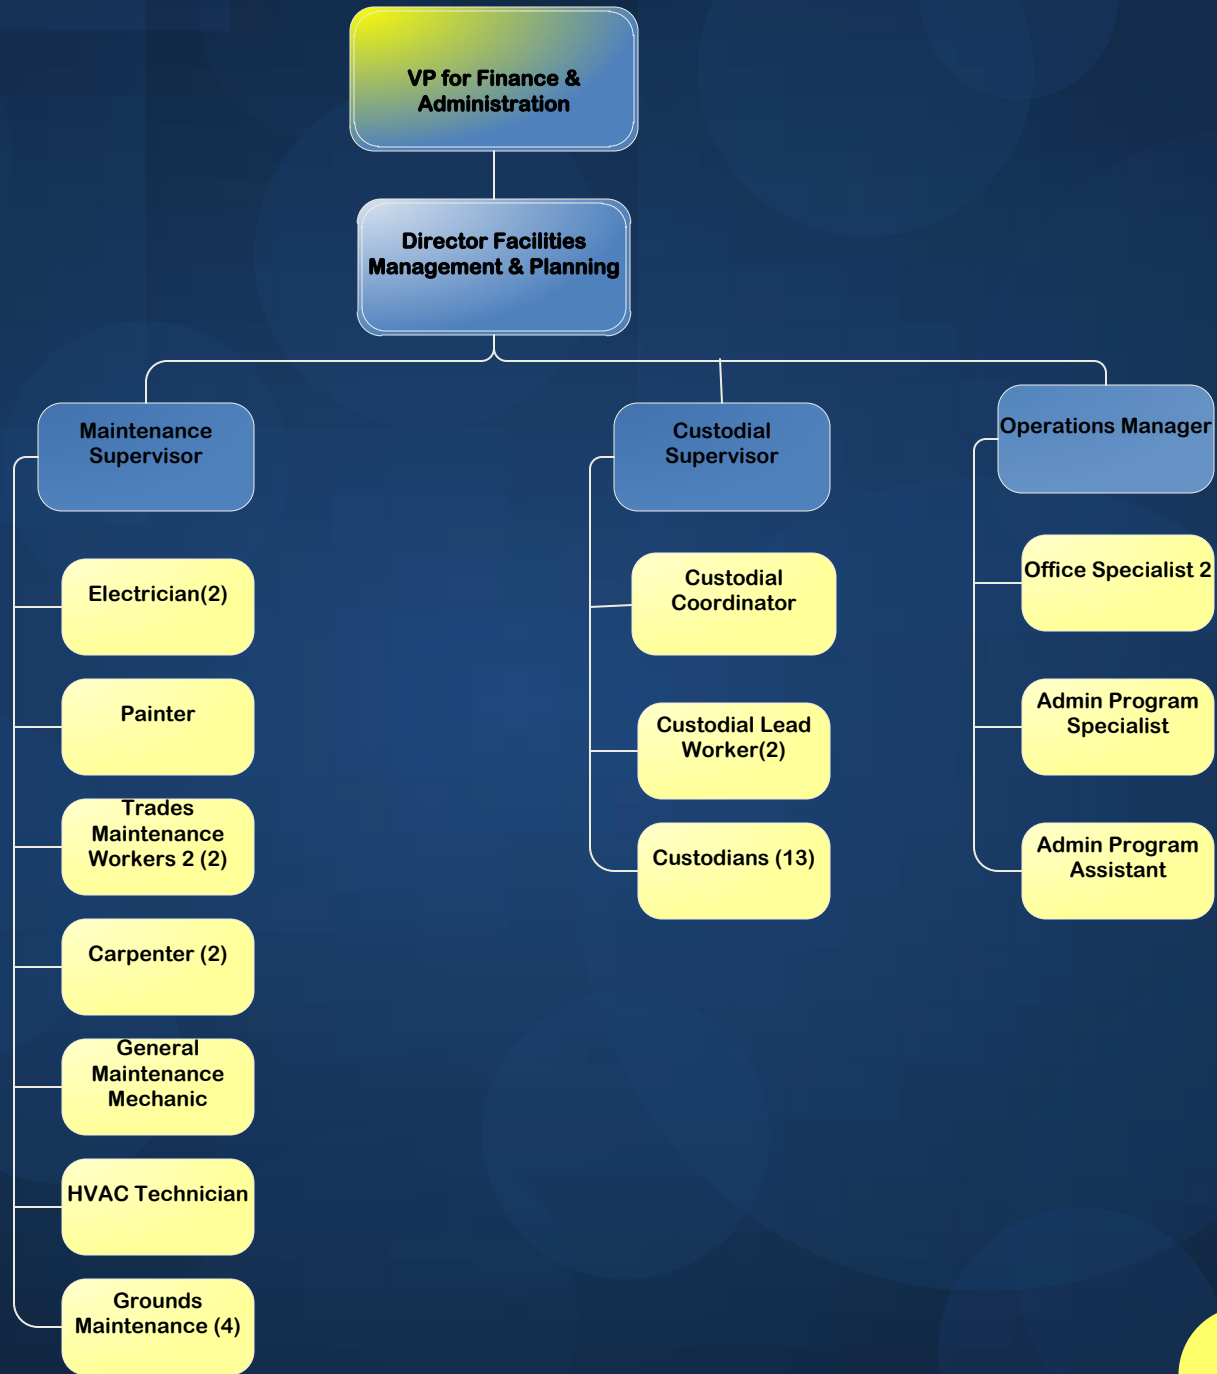 VP for Finance &
Administration
Director Facilities
Management & Planning
Maintenance
Supervisor
Electrician(2)
Painter
Trades
Maintenance
Workers 2 (2)
Carpenter (2)
General
Maintenance
Mechanic
HVAC Technician
Grounds
Maintenance (4)
Custodial
Supervisor
Custodial
Coordinator
Custodial Lead
Worker(2)
Custodians (13)
Operations Manager
Office Specialist 2
Admin Program
Specialist
Admin Program
Assistant